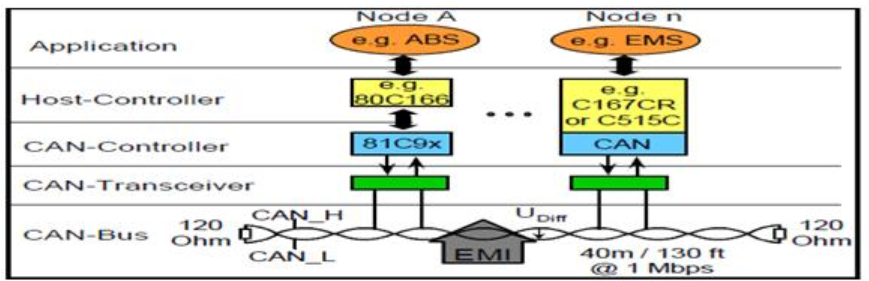 Node A
Node n
Application
e.g. ABS
e.g. EMS
Host-Controller
e.g.
80C166
...
e.g.
C167CR
or C515C
CAN-Controller
81C9x
CAN
CAN-Transceiver
CAN-Bus
120
Ohm
CAN_H
CAN_L
EMI
UDiff
40m / 130 ft
@ 1 Mbps
120
Ohm